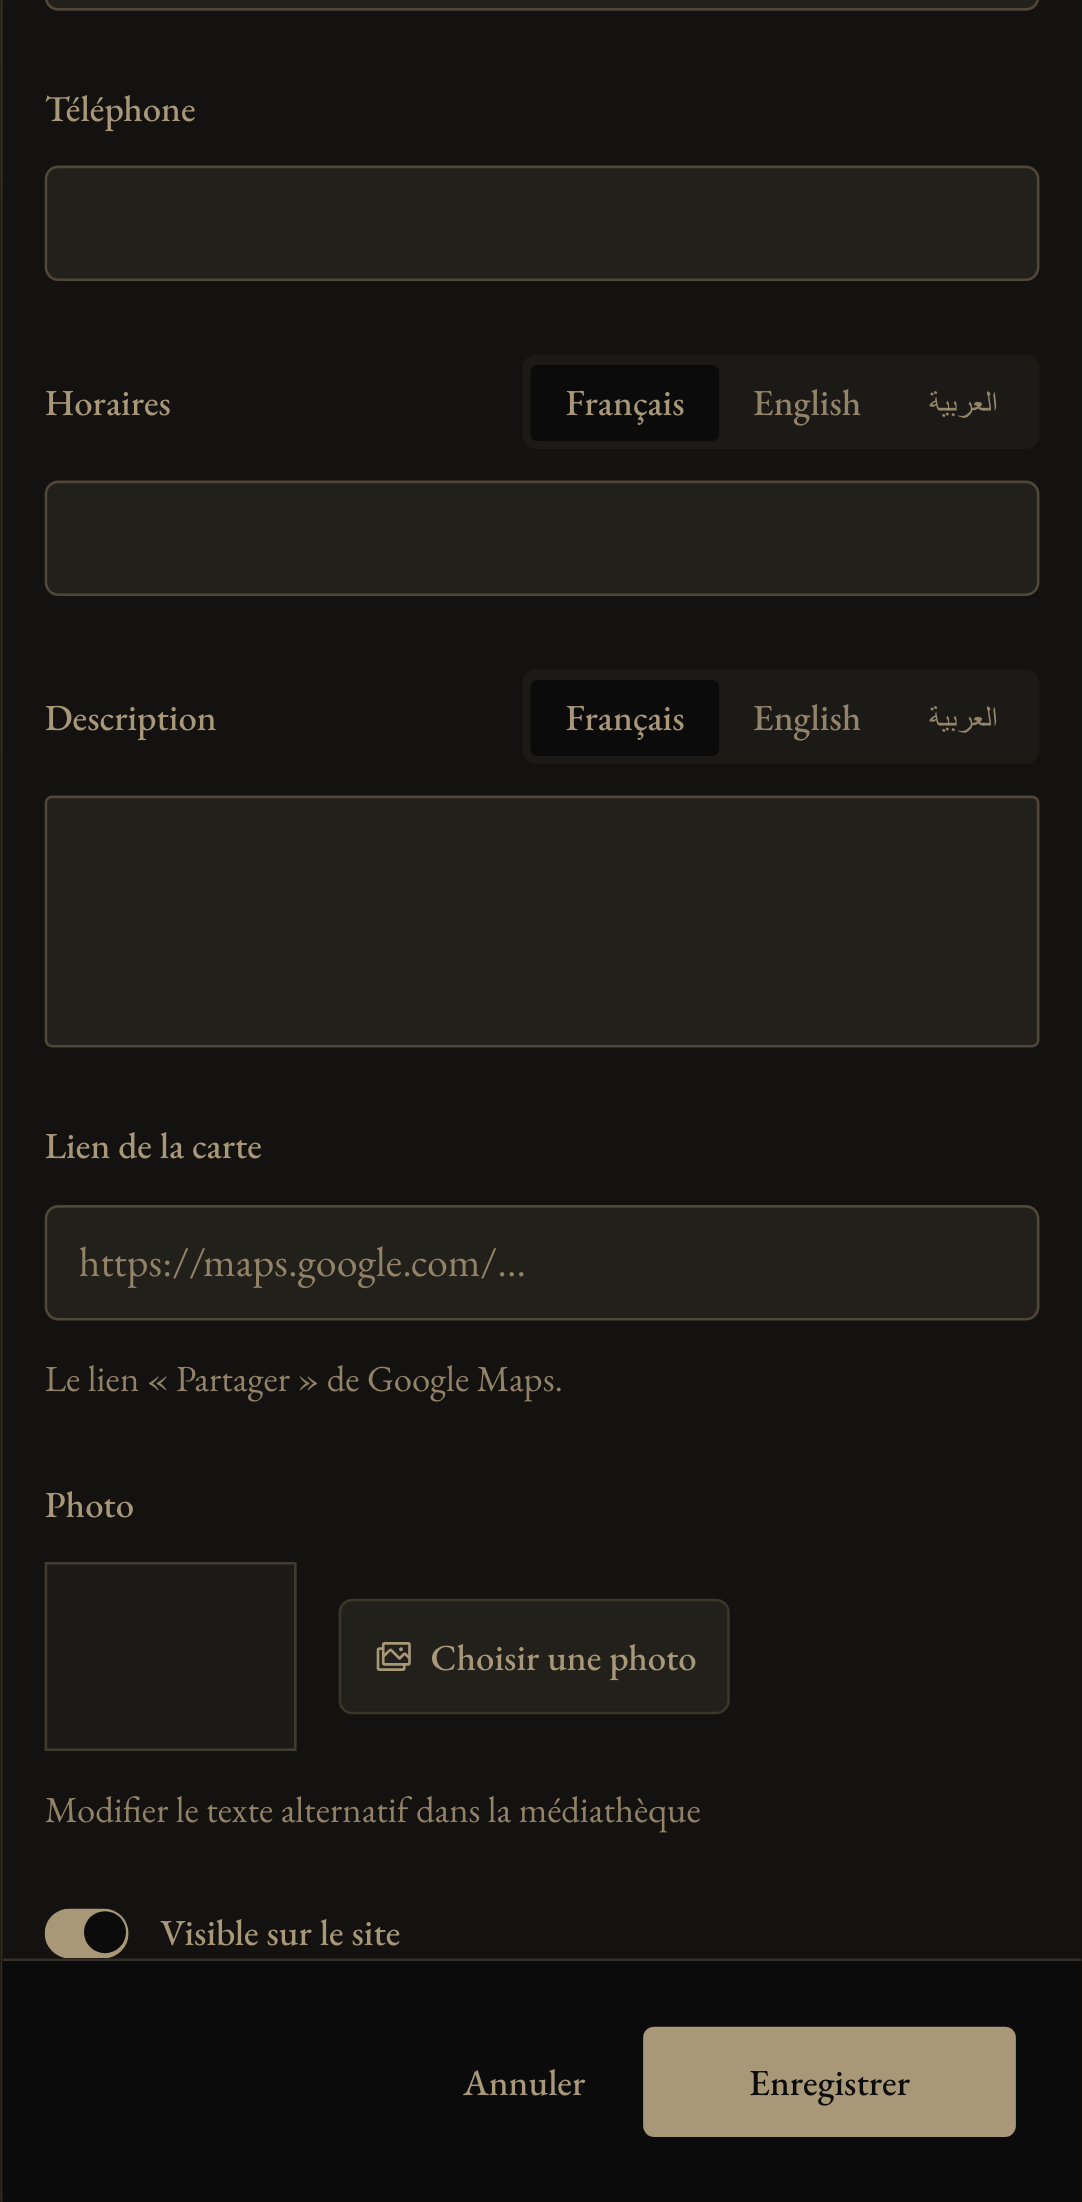 Téléphone
Horaires
Français English العربية
Description
Français English العربية
Lien de la carte
https://maps.google.com/...
Le lien « Partager » de Google Maps.
Photo
Choisir une photo
Modifier le texte alternatif dans la médiathèque
Visible sur le site
Annuler Enregistrer